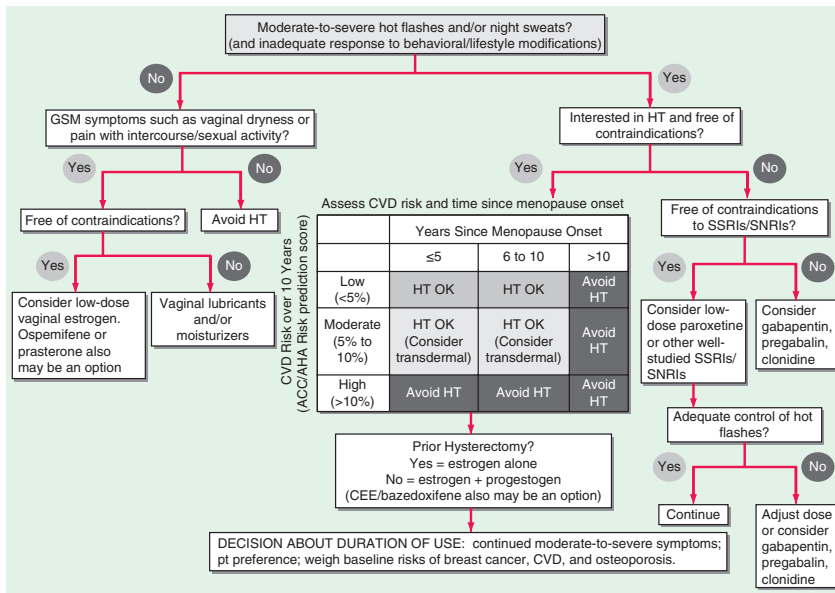 Moderate-to-severe hot flashes and/or night sweats?
(and inadequate response to behavioral/lifestyle modifications)
No
Yes
GSM symptoms such as vaginal dryness or
pain with intercourse/sexual activity?
Interested in HT and free of
contraindications?
Yes
No
Yes
No
Free of contraindications?
Avoid HT
Yes
No
Consider low-dose
vaginal estrogen.
Ospemifene or
prasterone also
may be an option
Vaginal lubricants
and/or
moisturizers
Assess CVD risk and time since menopause onset
CVD Risk over 10 Years
(ACC/AHA Risk prediction score)
Years Since Menopause Onset
≤5
6 to 10
>10
Low
(<5%)
HT OK
HT OK
Avoid
HT
Moderate
(5% to
10%)
HT OK
(Consider
transdermal)
HT OK
(Consider
transdermal)
Avoid
HT
High
(>10%)
Avoid HT
Avoid HT
Avoid
HT
Prior Hysterectomy?
Yes = estrogen alone
No = estrogen + progestogen
(CEE/bazedoxifene also may be an option)
DECISION ABOUT DURATION OF USE: continued moderate-to-severe symptoms;
pt preference; weigh baseline risks of breast cancer, CVD, and osteoporosis.
Free of contraindications
to SSRIs/SNRIs?
Yes
No
Consider low-
dose paroxetine
or other well-
studied SSRIs/
SNRIs
Consider
gabapentin,
pregabalin,
clonidine
Adequate control of hot
flashes?
Yes
No
Continue
Adjust dose
or consider
gabapentin,
pregabalin,
clonidine